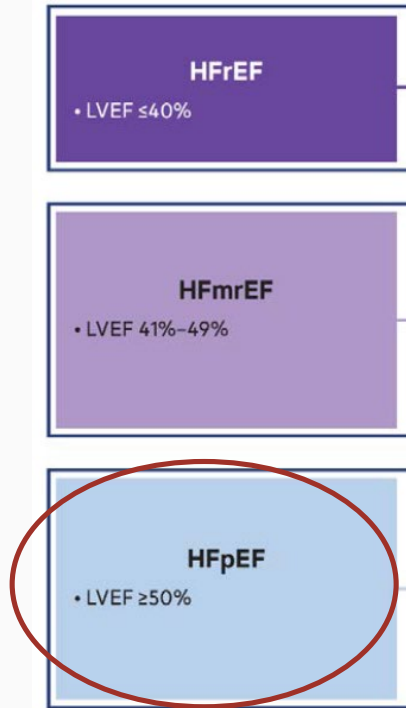 HFrEF
• LVEF ≤40%
HFmrEF
• LVEF 41%–49%
HFpEF
• LVEF ≥50%